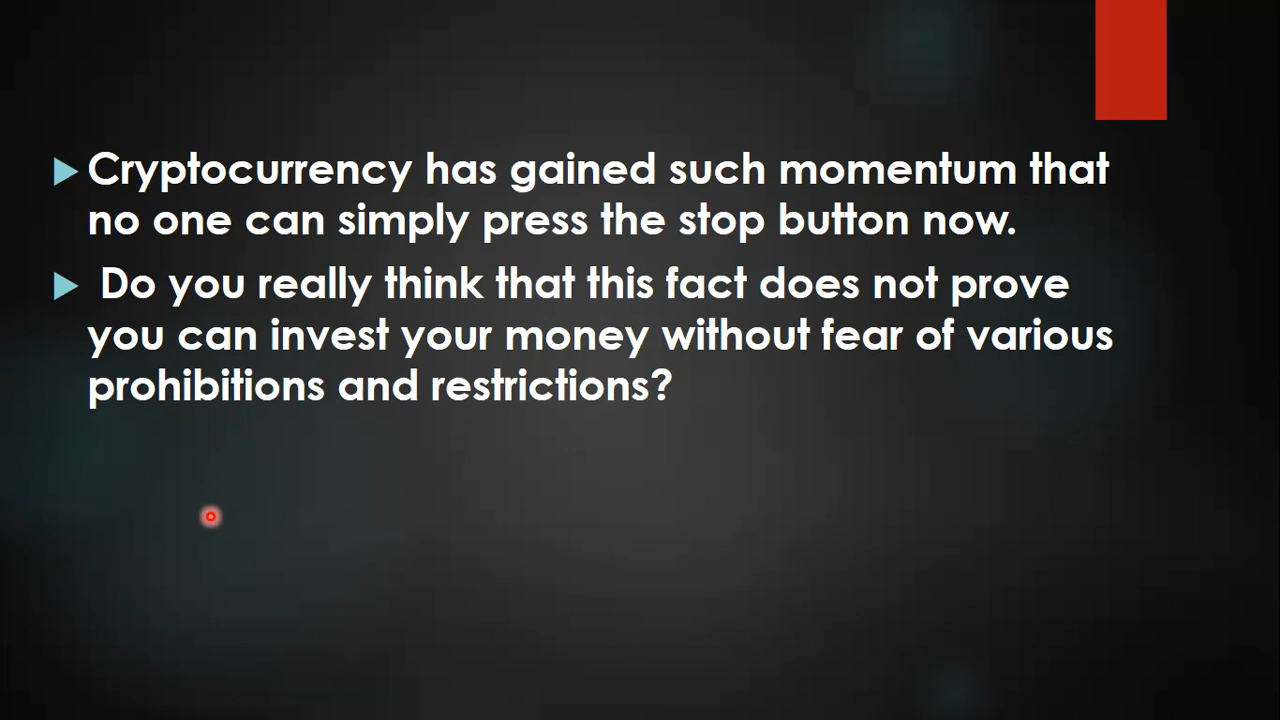 Cryptocurrency has gained such momentum that
no one can simply press the stop button now.
Do you really think that this fact does not prove
you can invest your money without fear of various
prohibitions and restrictions?